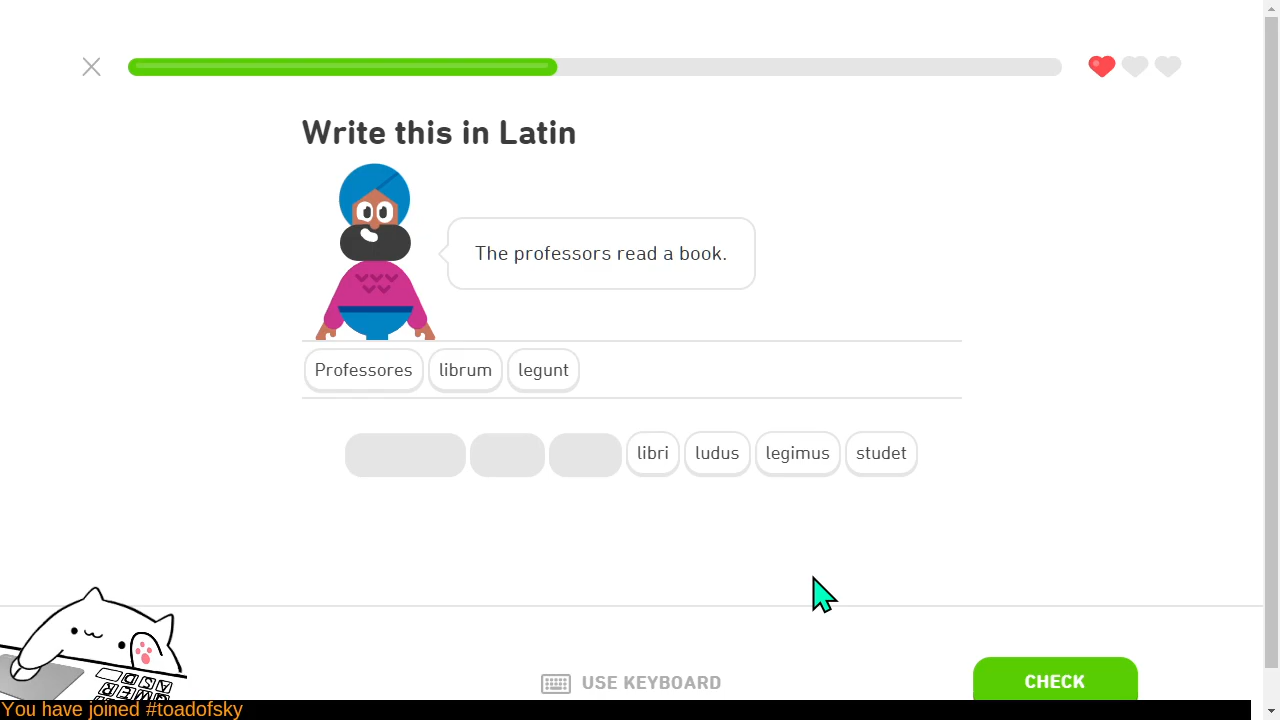 Write this in Latin
The professors read a book.
Professores librum legunt
libri ludus legimus studet
USE KEYBOARD
CHECK
You have joined #toadofsky